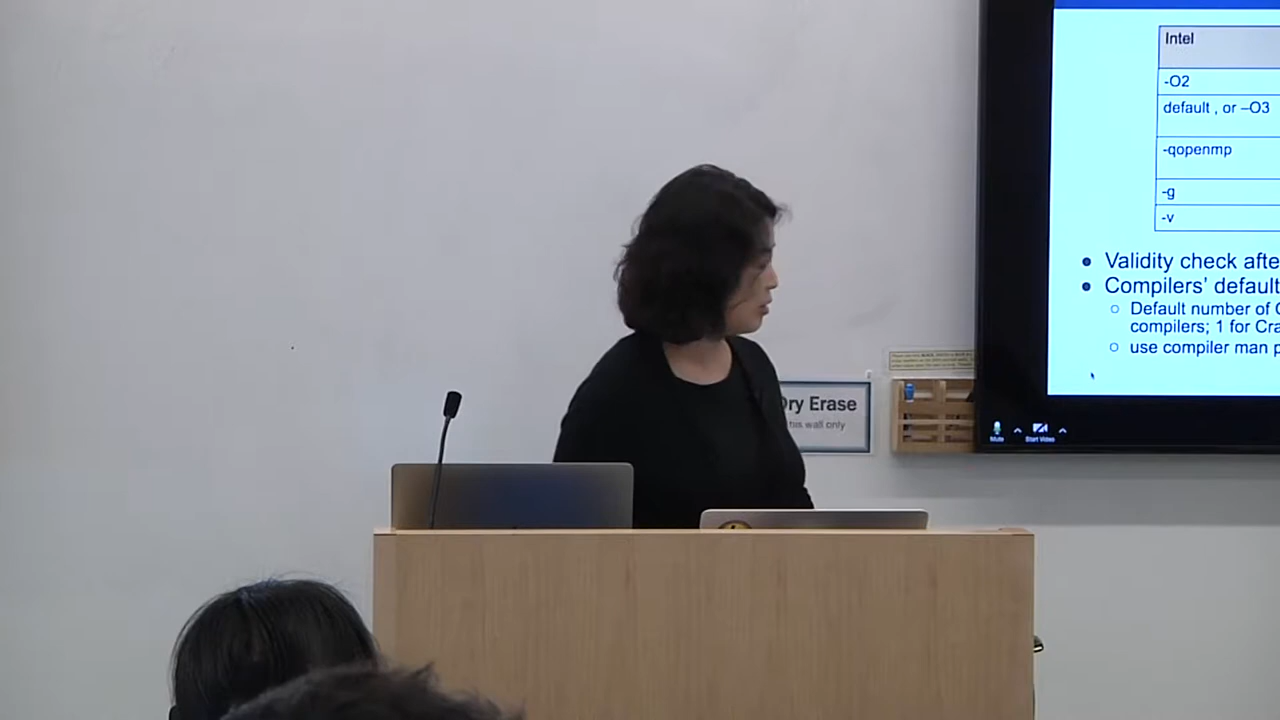 Intel
-O2
default , or –O3
-qopenmp
-g
-v
Validity check afte
Compilers' default
Default number of
compilers; 1 for Cra
use compiler man p
Dry Erase
this wall only
Mute
Start Video